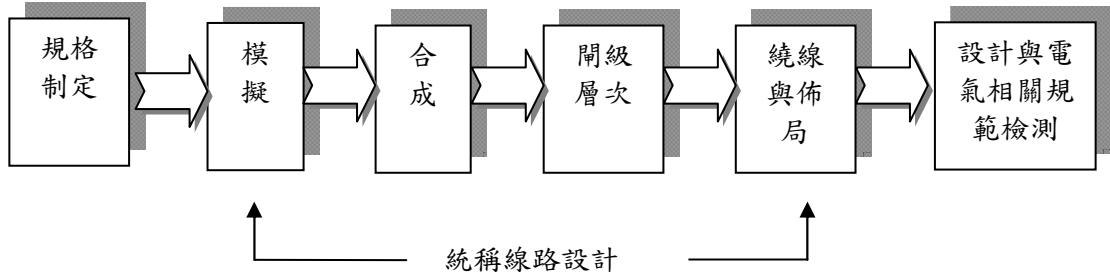 規格
制定
模
擬
合
成
閘級
層次
繞線
與佈
局
設計與電
氣相關規
範檢測
統稱線路設計